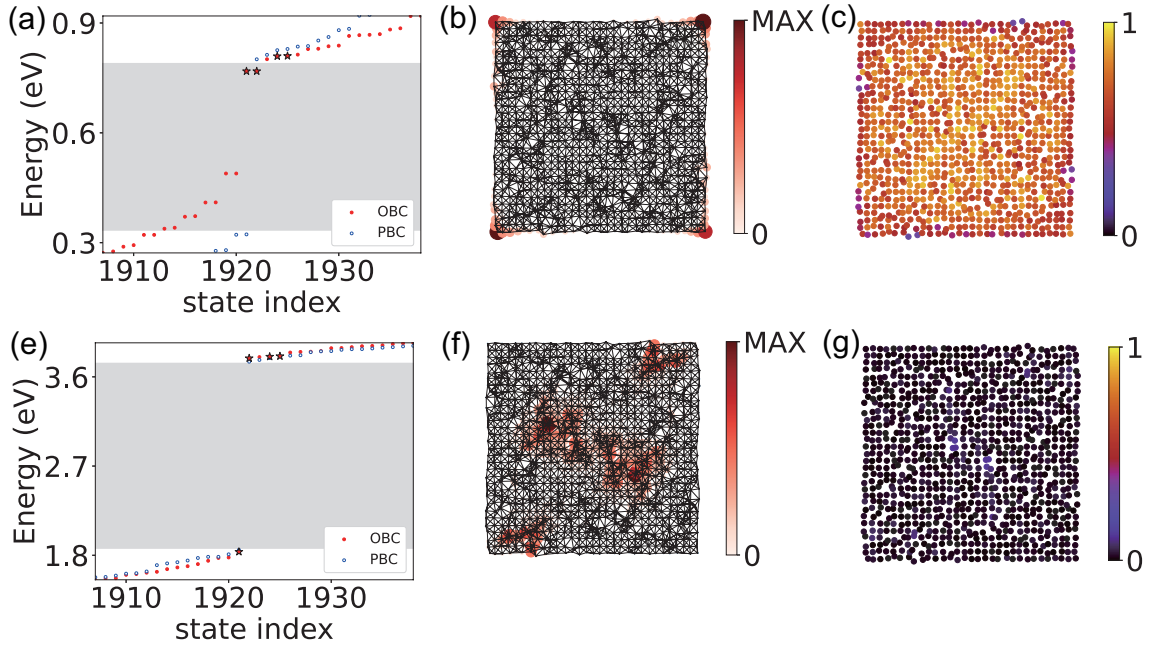 (a)
0.9
0.6
0.3
Energy (eV)
OBC
PBC
1910 1920 1930
state index
(b)
MAX
0
(c)
1
0
(e)
3.6
2.7
1.8
Energy (eV)
OBC
PBC
1910 1920 1930
state index
(f)
MAX
0
(g)
1
0